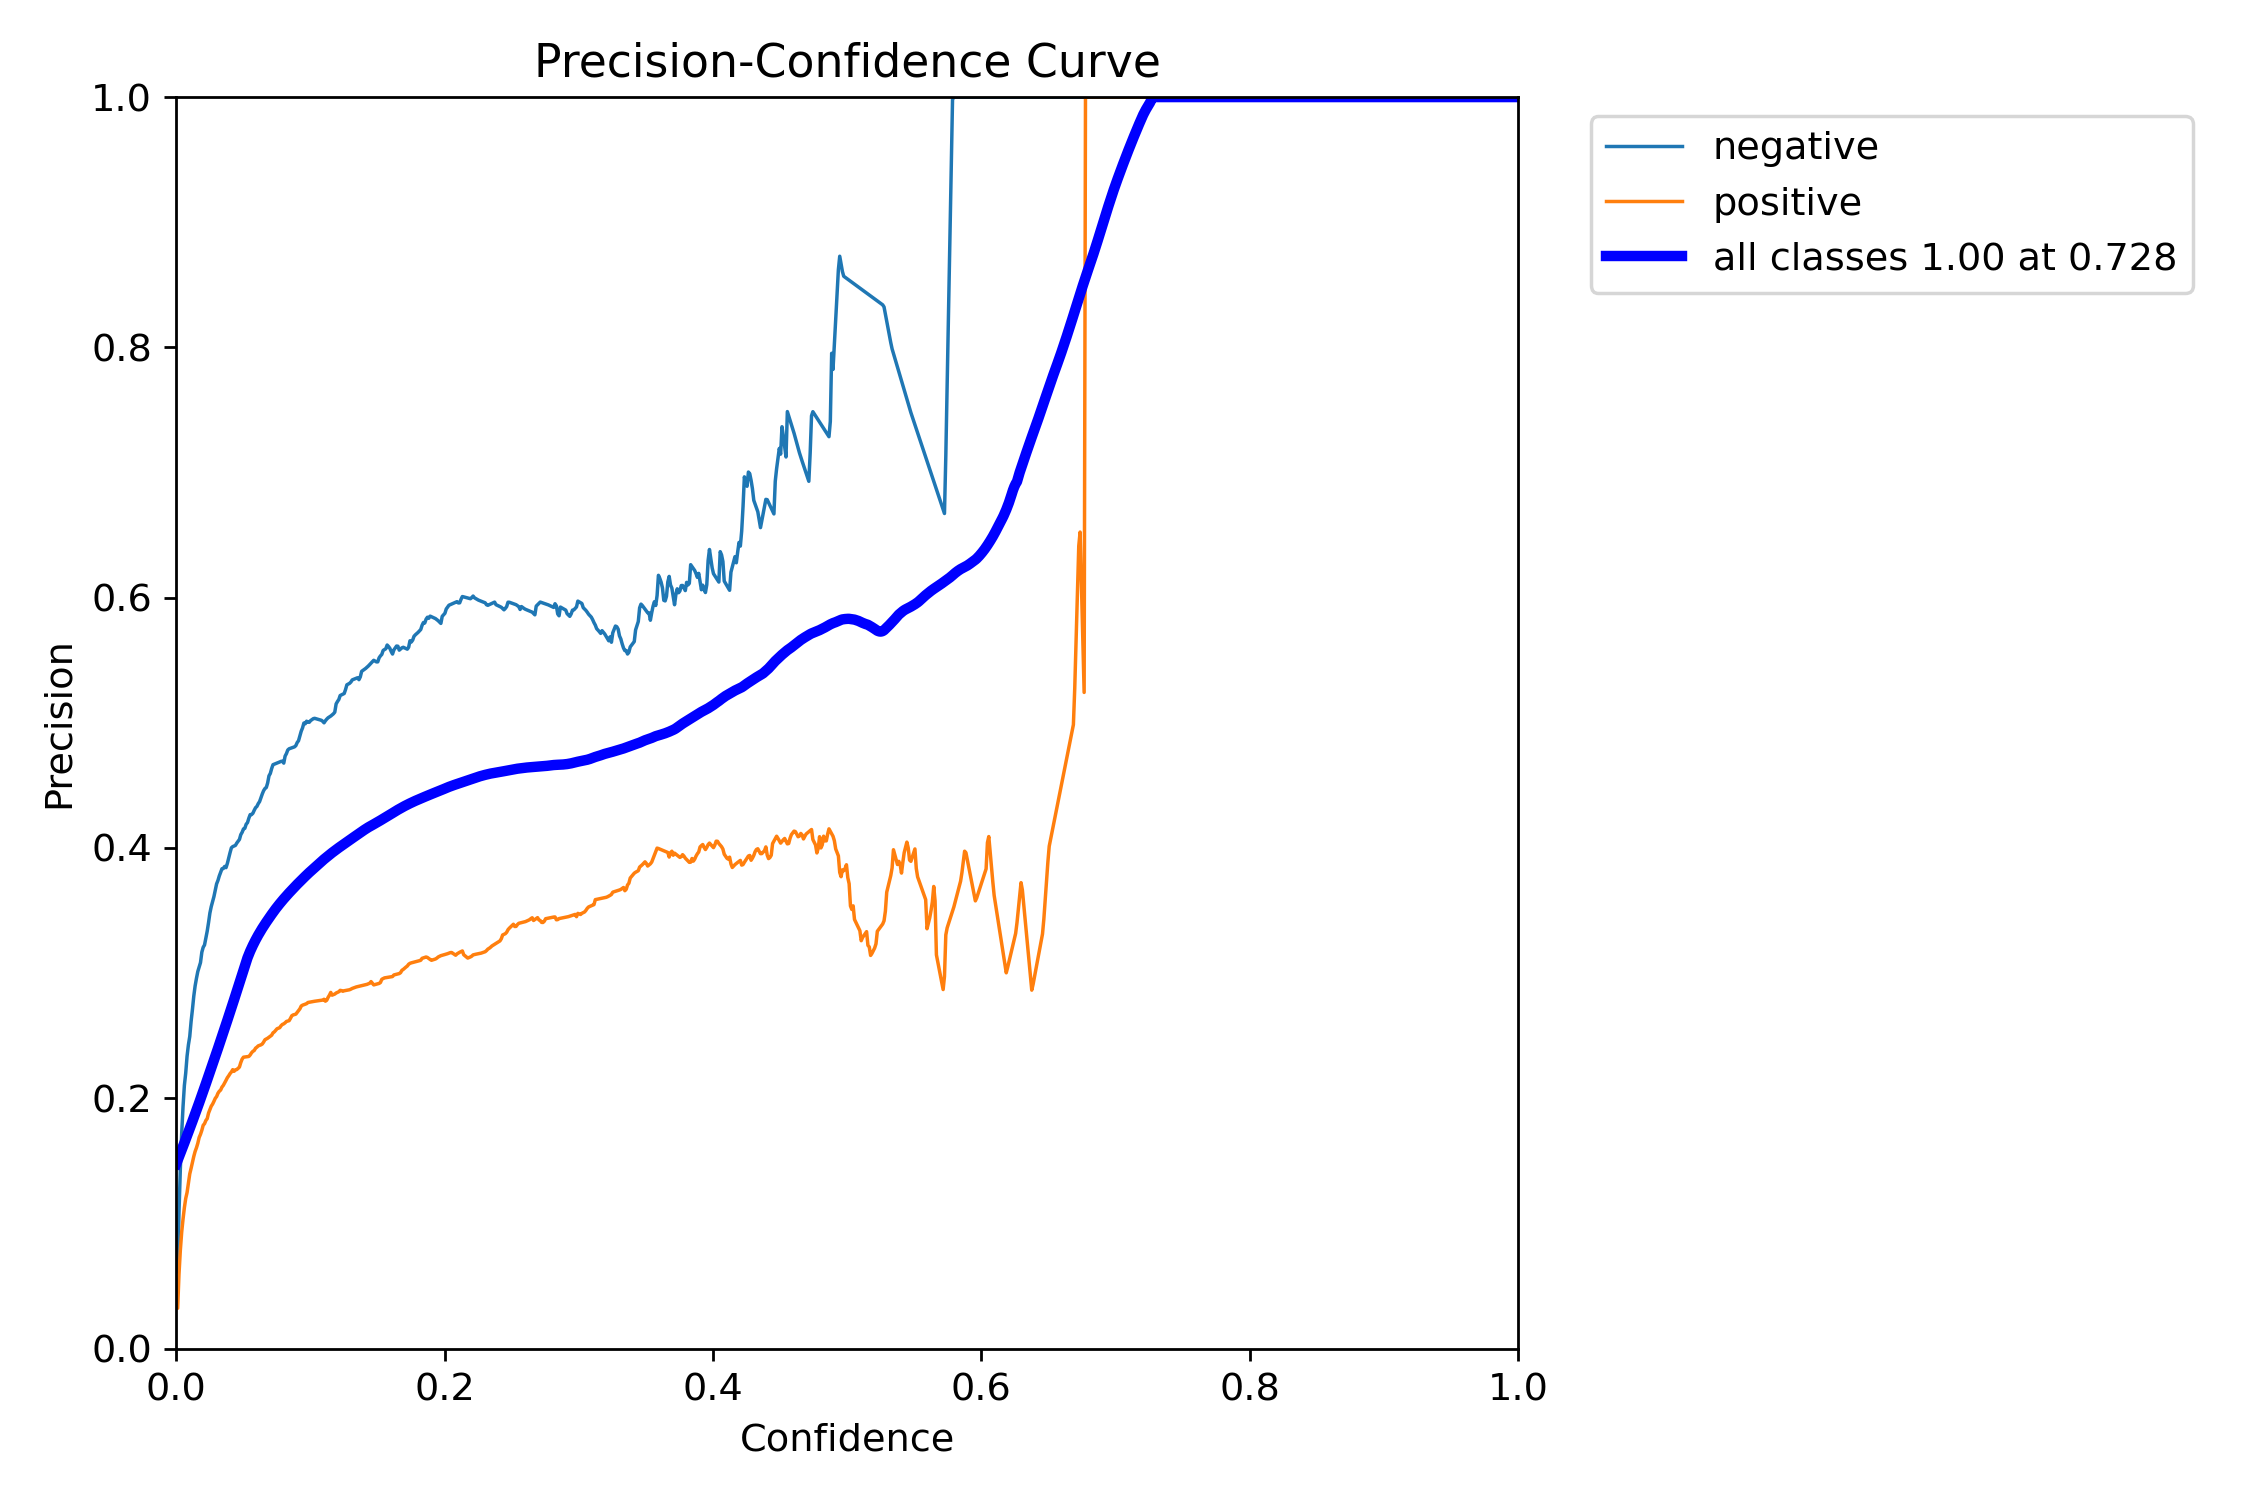 Precision-Confidence Curve
1.0
0.8
0.6
0.4
0.2
0.0
Precision
0.0 0.2 0.4 0.6 0.8 1.0
Confidence
negative
positive
all classes 1.00 at 0.728